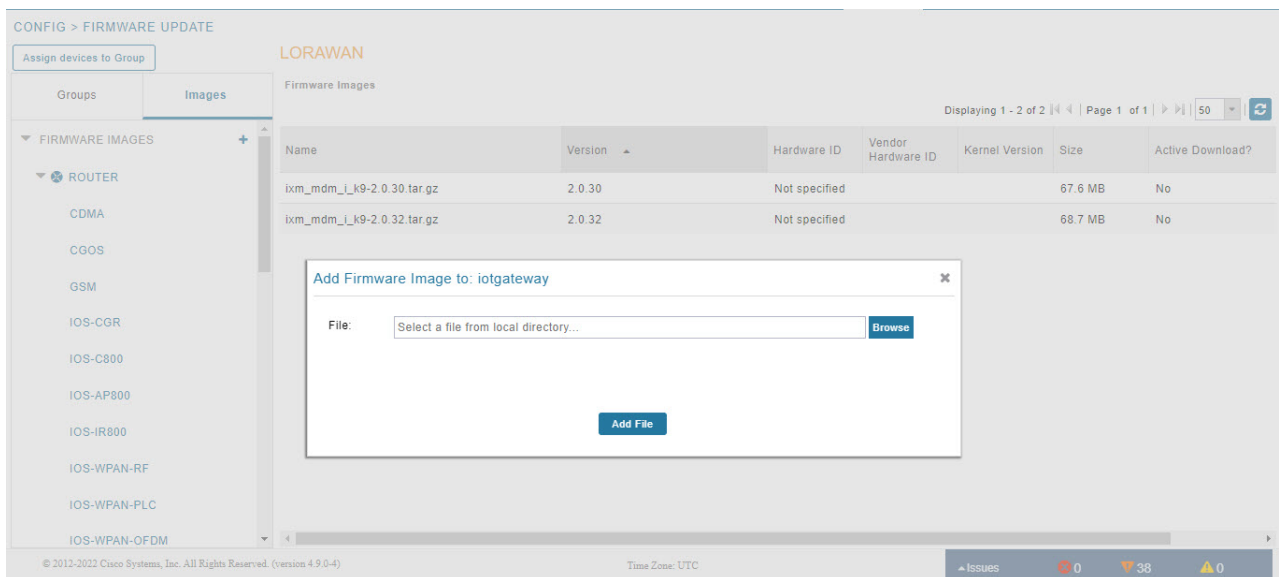 CONFIG > FIRMWARE UPDATE
Assign devices to Group
LORAWAN
Groups
Images
Firmware Images
Displaying 1 - 2 of 2 | Page 1 of 1 | 50
FIRMWARE IMAGES +
Name Version Hardware ID Vendor Hardware ID Kernel Version Size Active Download?
ROUTER
ixm_mdm_i_k9-2.0.30.tar.gz 2.0.30 Not specified 67.6 MB No
CDMA
ixm_mdm_i_k9-2.0.32.tar.gz 2.0.32 Not specified 68.7 MB No
CGOS
GSM
IOS-CGR
IOS-C800
IOS-AP800
IOS-IR800
IOS-WPAN-RF
IOS-WPAN-PLC
IOS-WPAN-OFDM
Add Firmware Image to: iotgateway
File: Select a file from local directory... Browse
Add File
© 2012-2022 Cisco Systems, Inc. All Rights Reserved. (version 4.9.0-4) Time Zone: UTC Issues 0 38 0